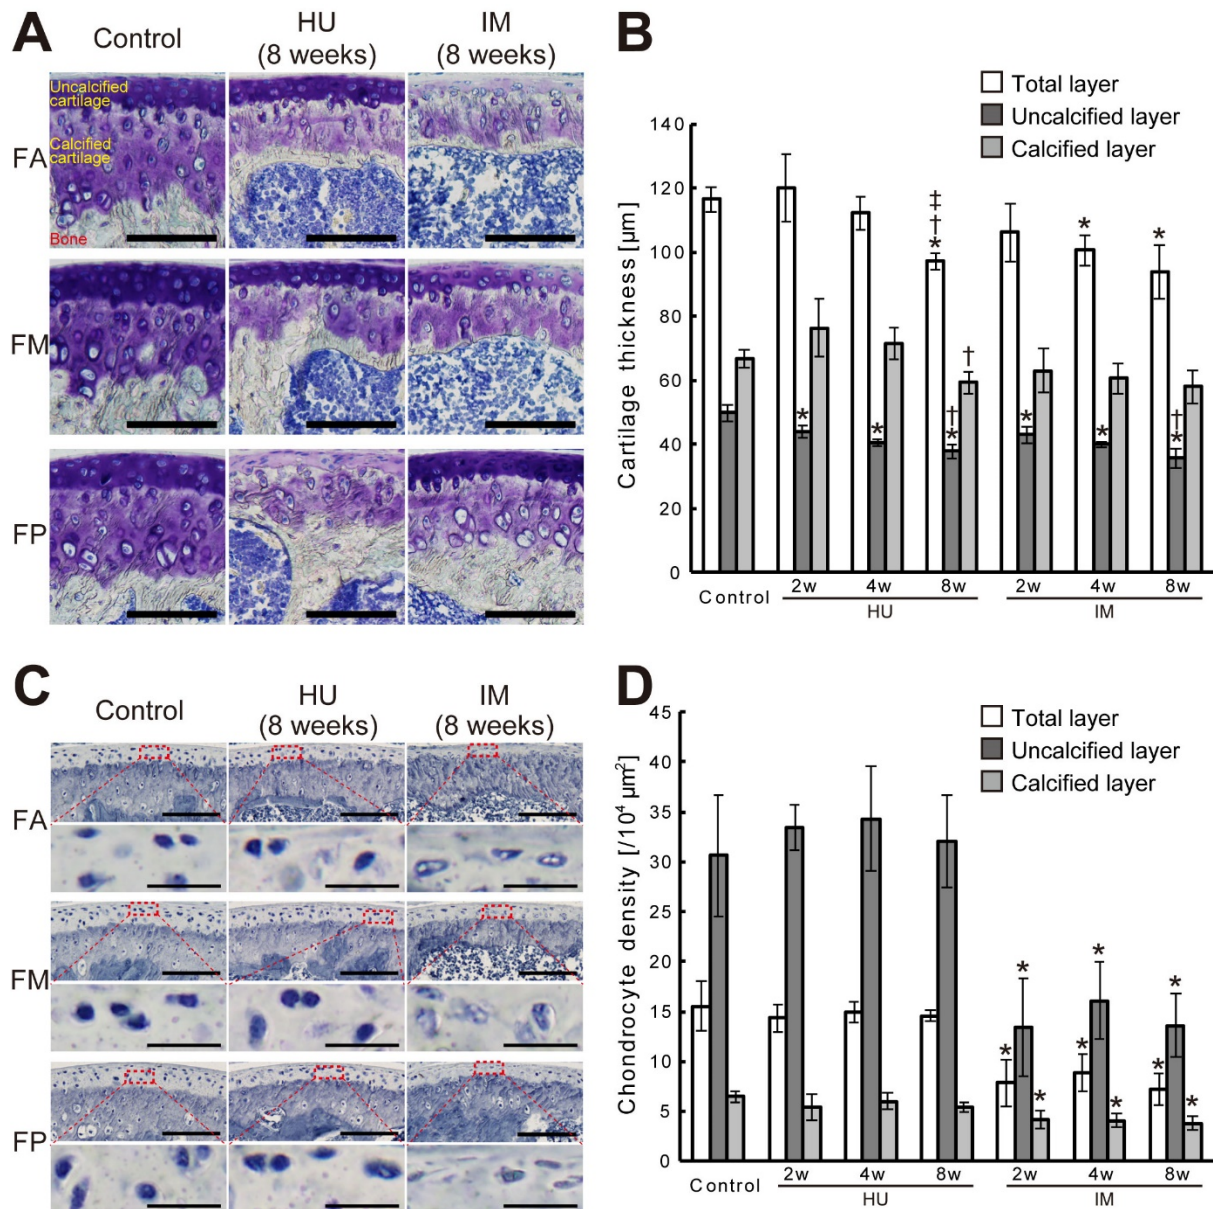 A
Control
HU
(8 weeks)
IM
(8 weeks)
Uncalcified
cartilage
Calcified
cartilage
Bone
FA
FM
FP
B
Total layer
Uncalcified layer
Calcified layer
Cartilage thickness [µm]
140
120
100
80
60
40
20
0
‡
†
*
*
*
*
†
*
†
*
*
*
†
*
Control
2w
4w
8w
2w
4w
8w
HU
IM
C
Control
HU
(8 weeks)
IM
(8 weeks)
FA
FM
FP
D
Total layer
Uncalcified layer
Calcified layer
Chondrocyte density [/10⁴ µm²]
45
40
35
30
25
20
15
10
5
0
*
*
*
*
*
*
*
*
*
Control
2w
4w
8w
2w
4w
8w
HU
IM